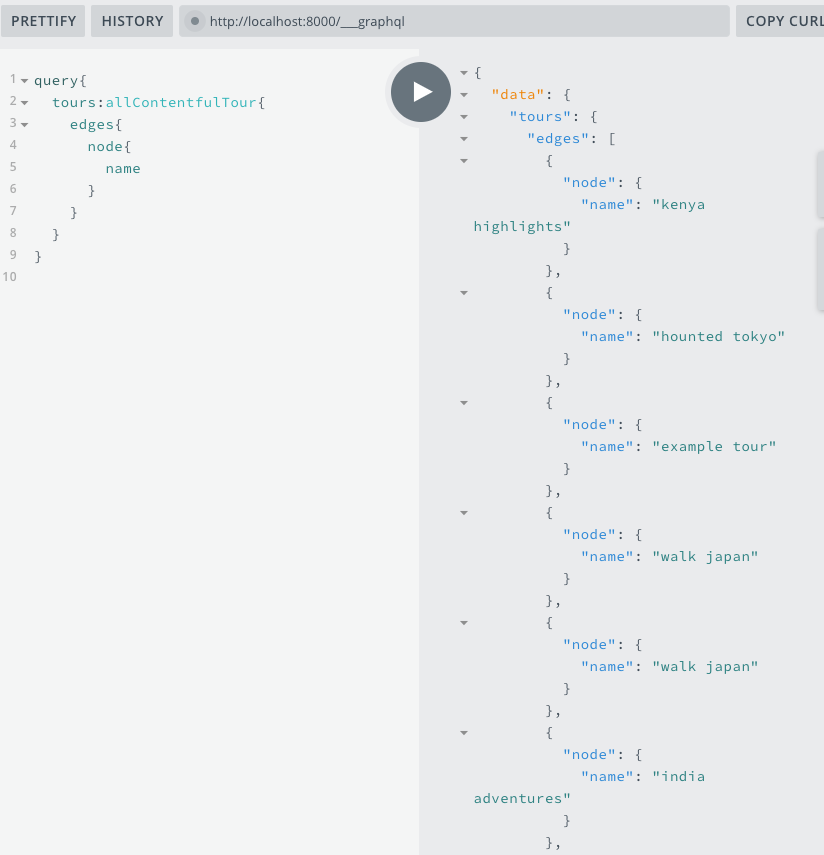 PRETTIFY HISTORY http://localhost:8000/___graphql COPY CURL
1 query{
2 tours:allContentfulTour{
3 edges{
4 node{
5 name
6 }
7 }
8 }
9 }
10
{
"data": {
"tours": {
"edges": [
{
"node": {
"name": "kenya
highlights"
}
},
{
"node": {
"name": "hounted tokyo"
}
},
{
"node": {
"name": "example tour"
}
},
{
"node": {
"name": "walk japan"
}
},
{
"node": {
"name": "walk japan"
}
},
{
"node": {
"name": "india
adventures"
}
},